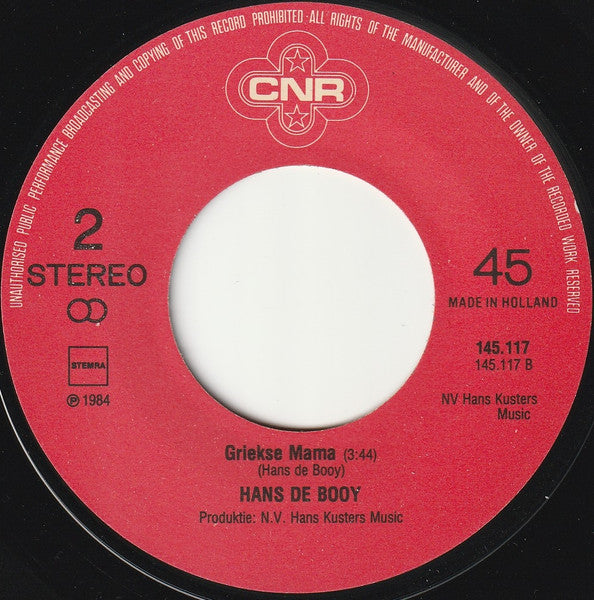 UNAUTHORISED PUBLIC PERFORMANCE BROADCASTING AND COPYING OF THIS RECORD PROHIBITED·ALL RIGHTS OF THE MANUFACTURER AND OF THE OWNER OF THE RECORDED WORK RESERVED
CNR
2
STEREO
45
MADE IN HOLLAND
STEMRA
℗ 1984
145.117
145.117 B
NV Hans Kusters
Music
Griekse Mama (3:44)
(Hans de Booy)
HANS DE BOOY
Produktie: N.V. Hans Kusters Music